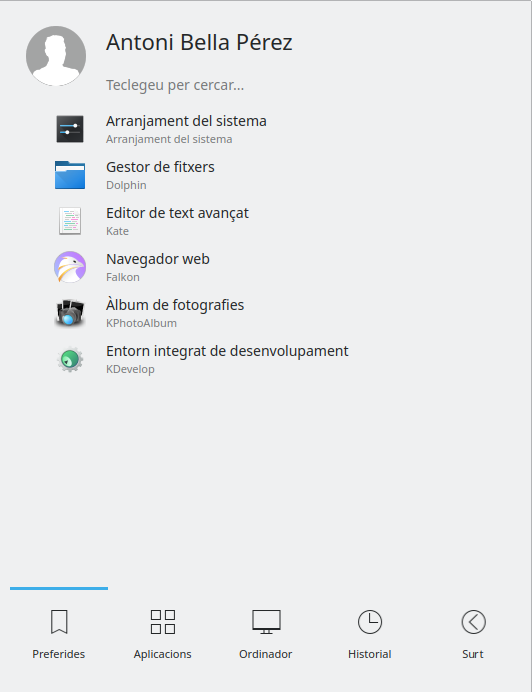 Antoni Bella Pérez
Teclegeu per cercar...
Arranjament del sistema
Arranjament del sistema
Gestor de fitxers
Dolphin
Editor de text avançat
Kate
Navegador web
Falkon
Àlbum de fotografies
KPhotoAlbum
Entorn integrat de desenvolupament
KDevelop
Preferides
Aplicacions
Ordinador
Historial
Surt